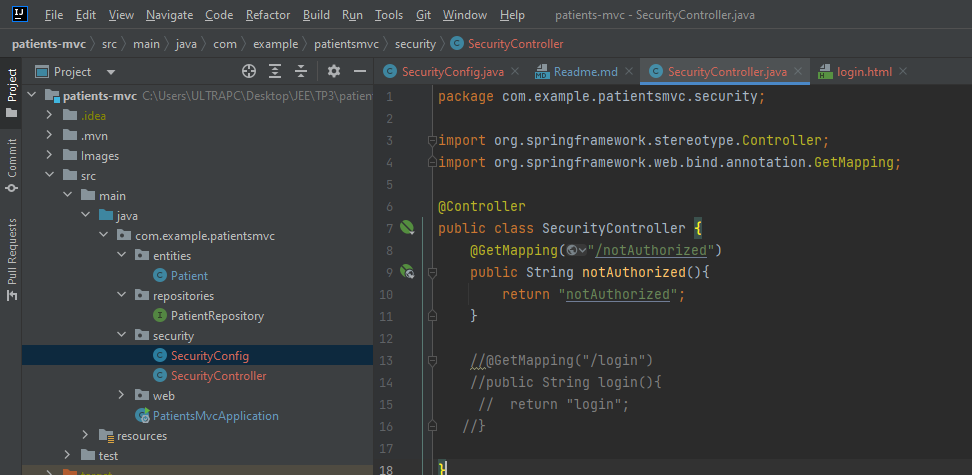 IJ File Edit View Navigate Code Refactor Build Run Tools Git Window Help patients-mvc - SecurityController.java
patients-mvc src main java com example patientsmvc security C SecurityController
Project
Commit
Pull Requests
Project
patients-mvc C:\Users\ULTRAPC\Desktop\JEE\TP3\patient
.idea
.mvn
Images
src
main
java
com.example.patientsmvc
entities
C Patient
repositories
I PatientRepository
security
C SecurityConfig
C SecurityController
web
C PatientsMvcApplication
resources
test
C SecurityConfig.java MD Readme.md C SecurityController.java H login.html
1 package com.example.patientsmvc.security;
2
3 import org.springframework.stereotype.Controller;
4 import org.springframework.web.bind.annotation.GetMapping;
5
6 @Controller
7 public class SecurityController {
8 @GetMapping("/notAuthorized")
9 public String notAuthorized(){
10 return "notAuthorized";
11 }
12
13 //@GetMapping("/login")
14 //public String login(){
15 // return "login";
16 //}
17
18 }